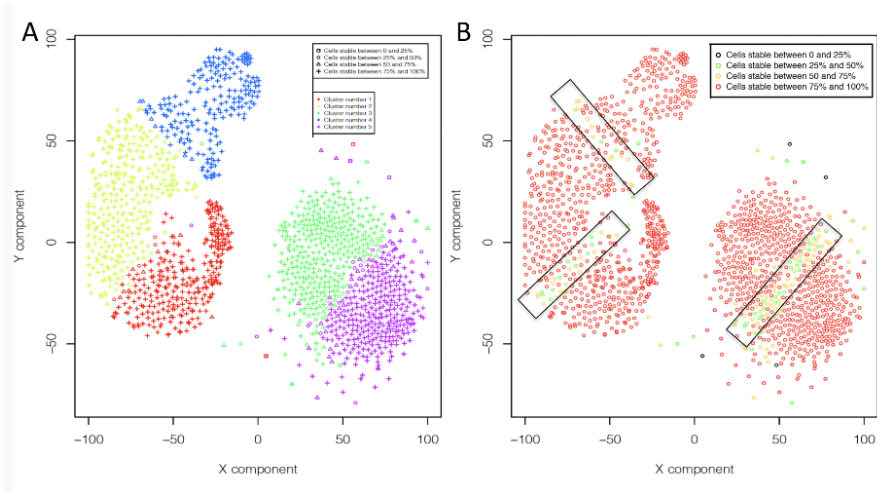 A
B
Cells stable between 0 and 25%
Cells stable between 25% and 50%
Cells stable between 50 and 75%
Cells stable between 75% and 100%
Cluster number 1
Cluster number 2
Cluster number 3
Cluster number 4
Cluster number 5
Y component
100
50
0
−50
−100
−50
0
50
100
X component
Cells stable between 0 and 25%
Cells stable between 25% and 50%
Cells stable between 50 and 75%
Cells stable between 75% and 100%
Y component
100
50
0
−50
−100
−50
0
50
100
X component